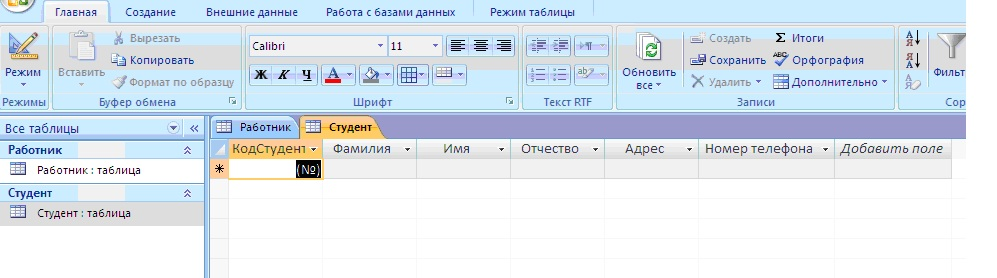 Главная Создание Внешние данные Работа с базами данных Режим таблицы
Режим
Режимы
Вставить
Вырезать
Копировать
Формат по образцу
Буфер обмена
Calibri 11
Ж К Ч А
Шрифт
Текст RTF
Обновить все
Создать
Сохранить
Удалить
Σ Итоги
ABC Орфография
Дополнительно
Записи
А Я
Я А
Фильт
Сор
Все таблицы
Работник
Работник : таблица
Студент
Студент : таблица
Работник Студент
КодСтудент Фамилия Имя Отчество Адрес Номер телефона Добавить поле
(№)